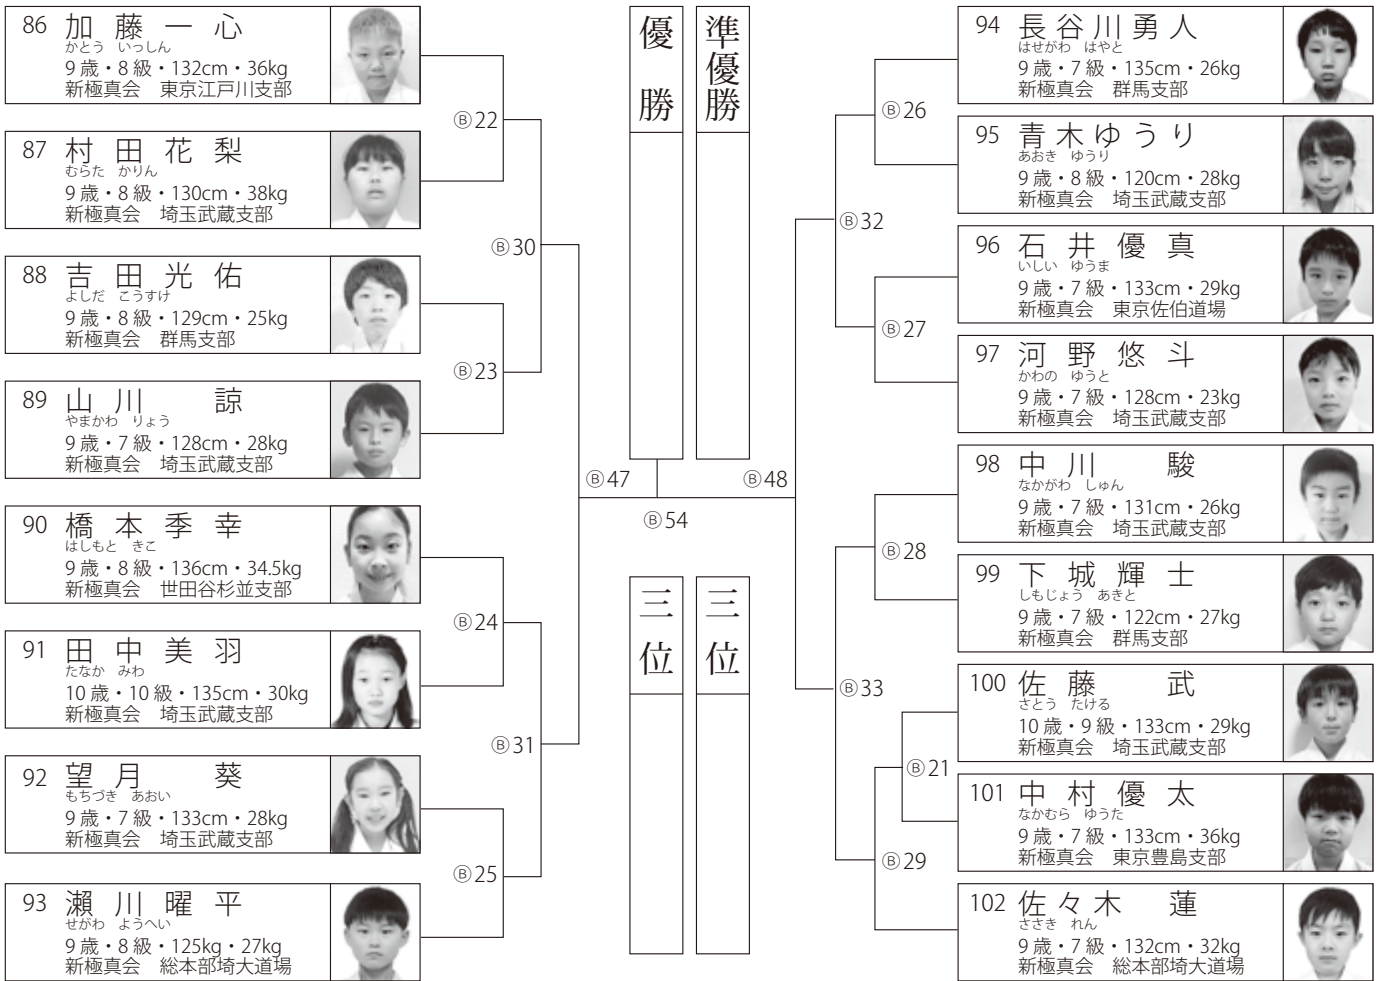 86 加藤一心
かとう いっしん
9歳・8級・132cm・36kg
新極真会 東京江戸川支部
87 村田花梨
むらた かりん
9歳・8級・130cm・38kg
新極真会 埼玉武蔵支部
88 吉田光佑
よしだ こうすけ
9歳・8級・129cm・25kg
新極真会 群馬支部
89 山川 諒
やまかわ りょう
9歳・7級・128cm・28kg
新極真会 埼玉武蔵支部
90 橋本季幸
はしもと きこ
9歳・8級・136cm・34.5kg
新極真会 世田谷杉並支部
91 田中美羽
たなか みわ
10歳・10級・135cm・30kg
新極真会 埼玉武蔵支部
92 望月 葵
もちづき あおい
9歳・7級・133cm・28kg
新極真会 埼玉武蔵支部
93 瀨川曜平
せがわ ようへい
9歳・8級・125kg・27kg
新極真会 総本部埼大道場
Ⓑ22
Ⓑ23
Ⓑ24
Ⓑ25
Ⓑ30
Ⓑ31
Ⓑ47
優勝
準優勝
Ⓑ54
三位
三位
Ⓑ48
Ⓑ32
Ⓑ33
Ⓑ26
Ⓑ27
Ⓑ28
Ⓑ29
Ⓑ21
94 長谷川勇人
はせがわ はやと
9歳・7級・135cm・26kg
新極真会 群馬支部
95 青木ゆうり
あおき ゆうり
9歳・8級・120cm・28kg
新極真会 埼玉武蔵支部
96 石井優真
いしい ゆうま
9歳・7級・133cm・29kg
新極真会 東京佐伯道場
97 河野悠斗
かわの ゆうと
9歳・7級・128cm・23kg
新極真会 埼玉武蔵支部
98 中川 駿
なかがわ しゅん
9歳・7級・131cm・26kg
新極真会 埼玉武蔵支部
99 下城輝士
しもじょう あきと
9歳・7級・122cm・27kg
新極真会 群馬支部
100 佐藤 武
さとう たける
10歳・9級・133cm・29kg
新極真会 埼玉武蔵支部
101 中村優太
なかむら ゆうた
9歳・7級・133cm・36kg
新極真会 東京豊島支部
102 佐々木 蓮
ささき れん
9歳・7級・132cm・32kg
新極真会 総本部埼大道場